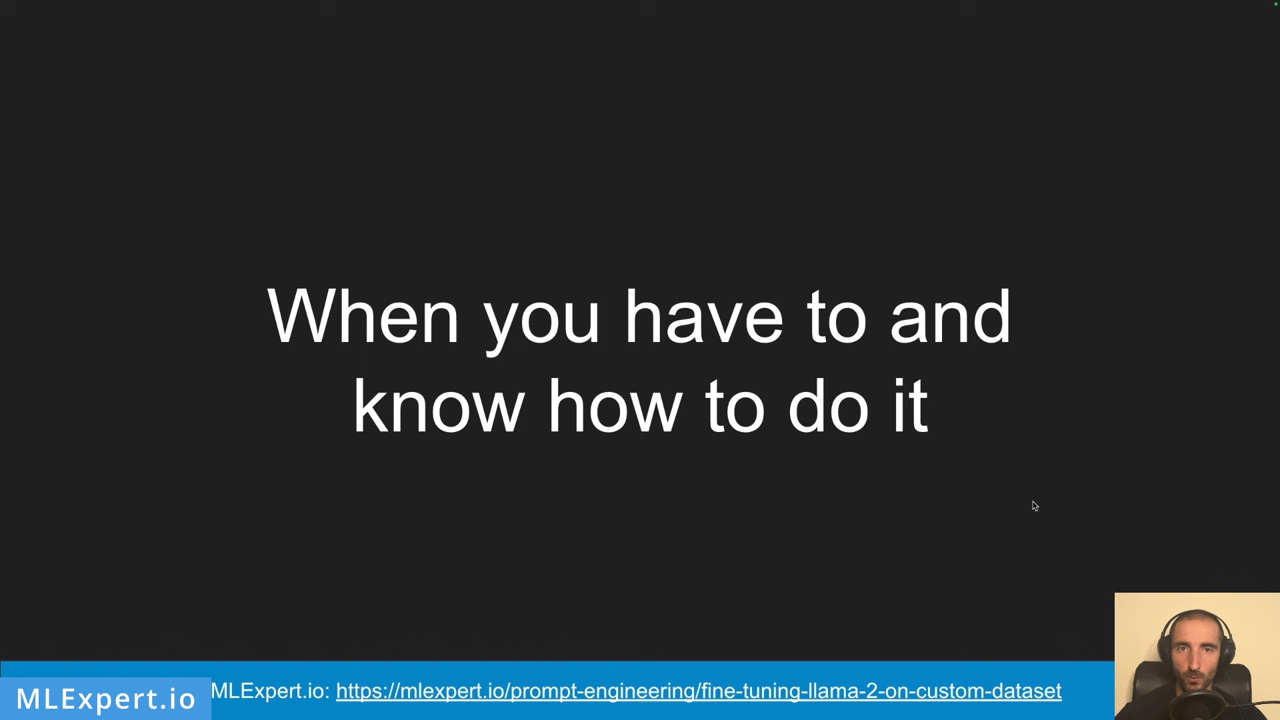 When you have to and
know how to do it
MLExpert.io: https://mlexpert.io/prompt-engineering/fine-tuning-llama-2-on-custom-dataset
MLExpert.io